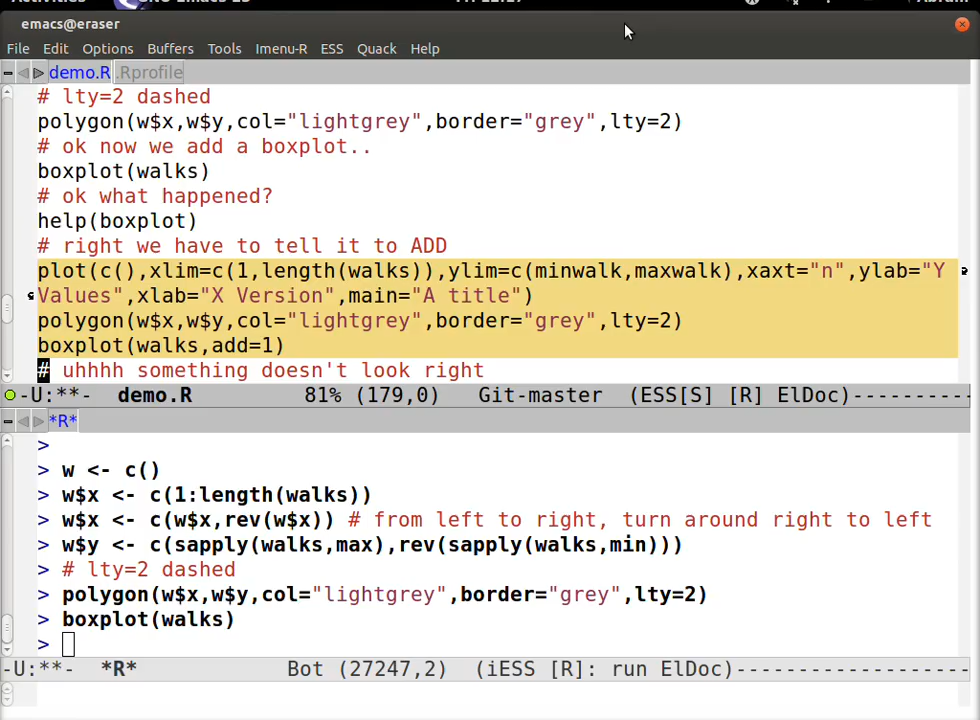 emacs@eraser
File Edit Options Buffers Tools Imenu-R ESS Quack Help
demo.R .Rprofile
# lty=2 dashed
polygon(w$x,w$y,col="lightgrey",border="grey",lty=2)
# ok now we add a boxplot..
boxplot(walks)
# ok what happened?
help(boxplot)
# right we have to tell it to ADD
plot(c(),xlim=c(1,length(walks)),ylim=c(minwalk,maxwalk),xaxt="n",ylab="Y
Values",xlab="X Version",main="A title")
polygon(w$x,w$y,col="lightgrey",border="grey",lty=2)
boxplot(walks,add=1)
# uhhhh something doesn't look right
-U:**- demo.R 81% (179,0) Git-master (ESS[S] [R] ElDoc)----------
*R*
>
> w <- c()
> w$x <- c(1:length(walks))
> w$x <- c(w$x,rev(w$x)) # from left to right, turn around right to left
> w$y <- c(sapply(walks,max),rev(sapply(walks,min)))
> # lty=2 dashed
> polygon(w$x,w$y,col="lightgrey",border="grey",lty=2)
> boxplot(walks)
>
-U:**- *R* Bot (27247,2) (iESS [R]: run ElDoc)-------------------